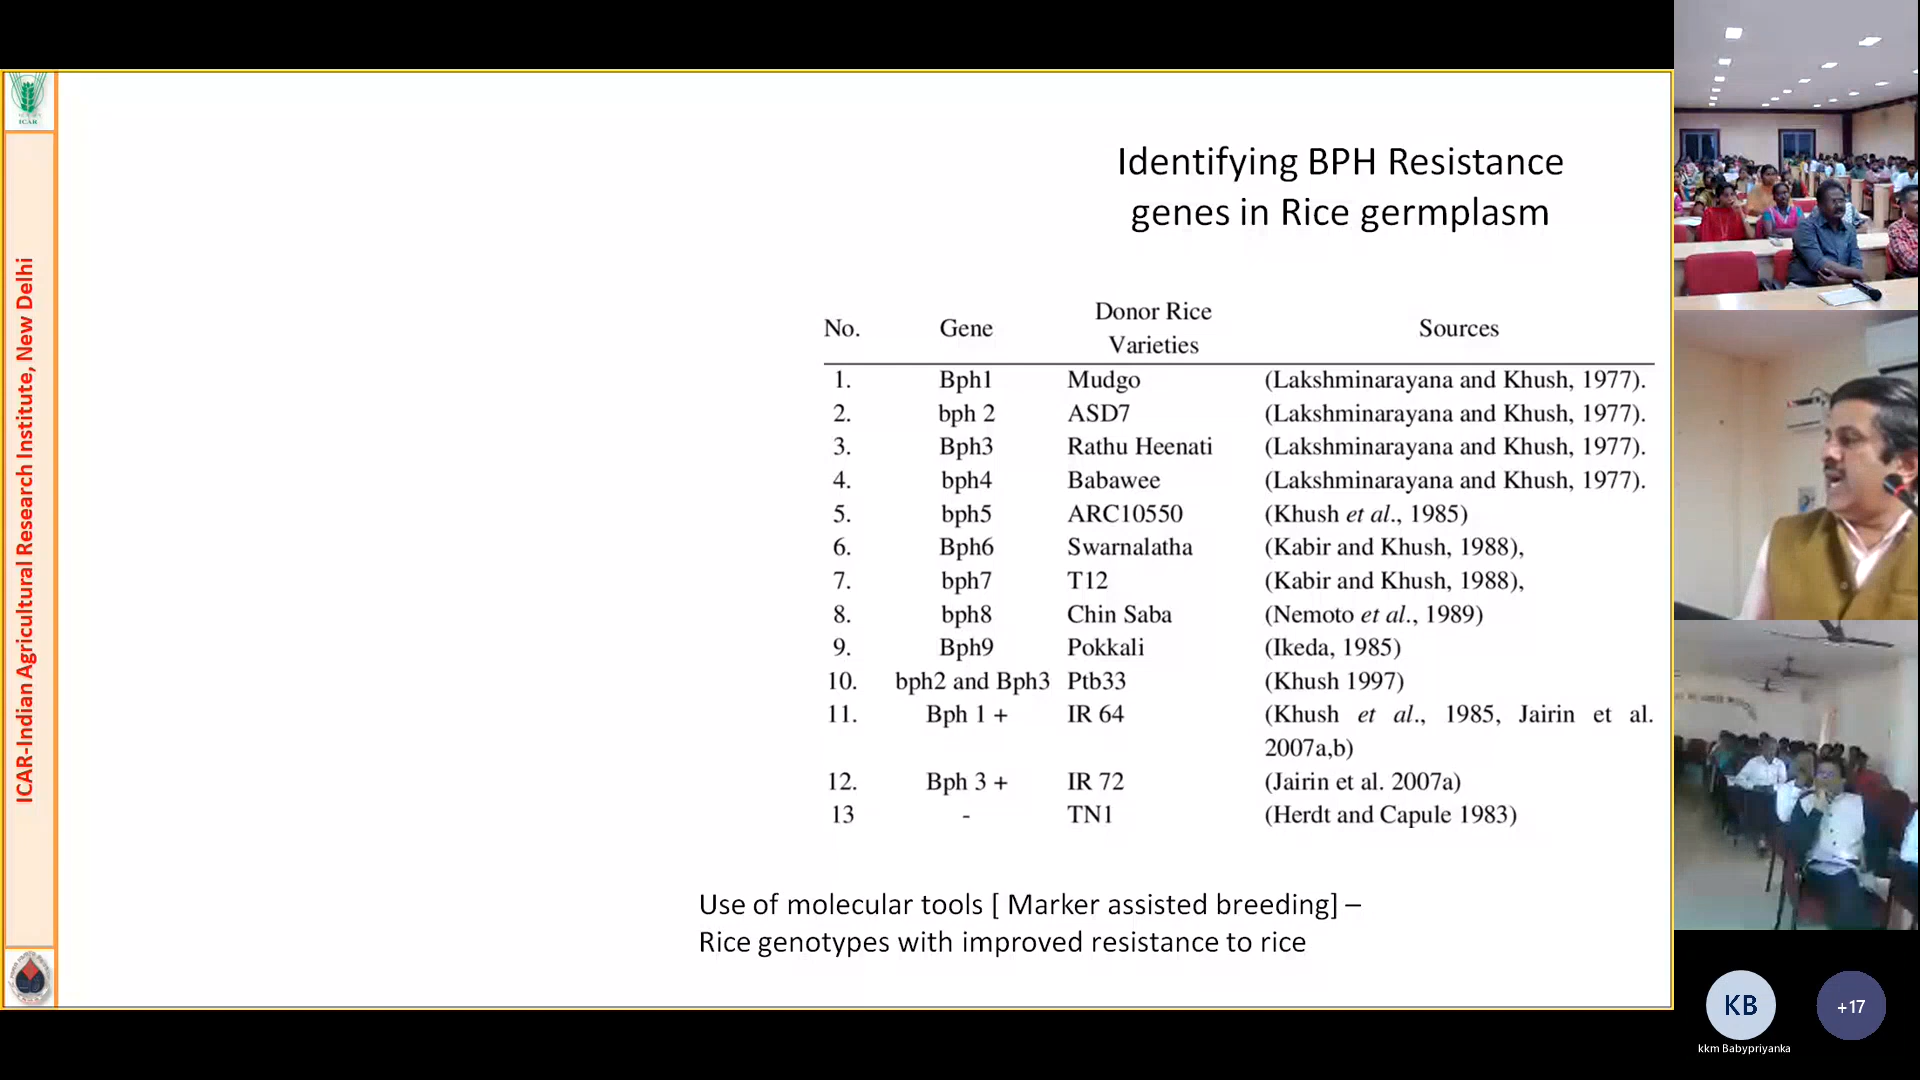 ICAR
ICAR-Indian Agricultural Research Institute, New Delhi
Identifying BPH Resistance
genes in Rice germplasm
No. Gene Donor Rice Varieties Sources
1. Bph1 Mudgo (Lakshminarayana and Khush, 1977).
2. bph 2 ASD7 (Lakshminarayana and Khush, 1977).
3. Bph3 Rathu Heenati (Lakshminarayana and Khush, 1977).
4. bph4 Babawee (Lakshminarayana and Khush, 1977).
5. bph5 ARC10550 (Khush et al., 1985)
6. Bph6 Swarnalatha (Kabir and Khush, 1988),
7. bph7 T12 (Kabir and Khush, 1988),
8. bph8 Chin Saba (Nemoto et al., 1989)
9. Bph9 Pokkali (Ikeda, 1985)
10. bph2 and Bph3 Ptb33 (Khush 1997)
11. Bph 1 + IR 64 (Khush et al., 1985, Jairin et al.
2007a,b)
12. Bph 3 + IR 72 (Jairin et al. 2007a)
13 - TN1 (Herdt and Capule 1983)
Use of molecular tools [ Marker assisted breeding] –
Rice genotypes with improved resistance to rice
KB
+17
kkm Babypriyanka